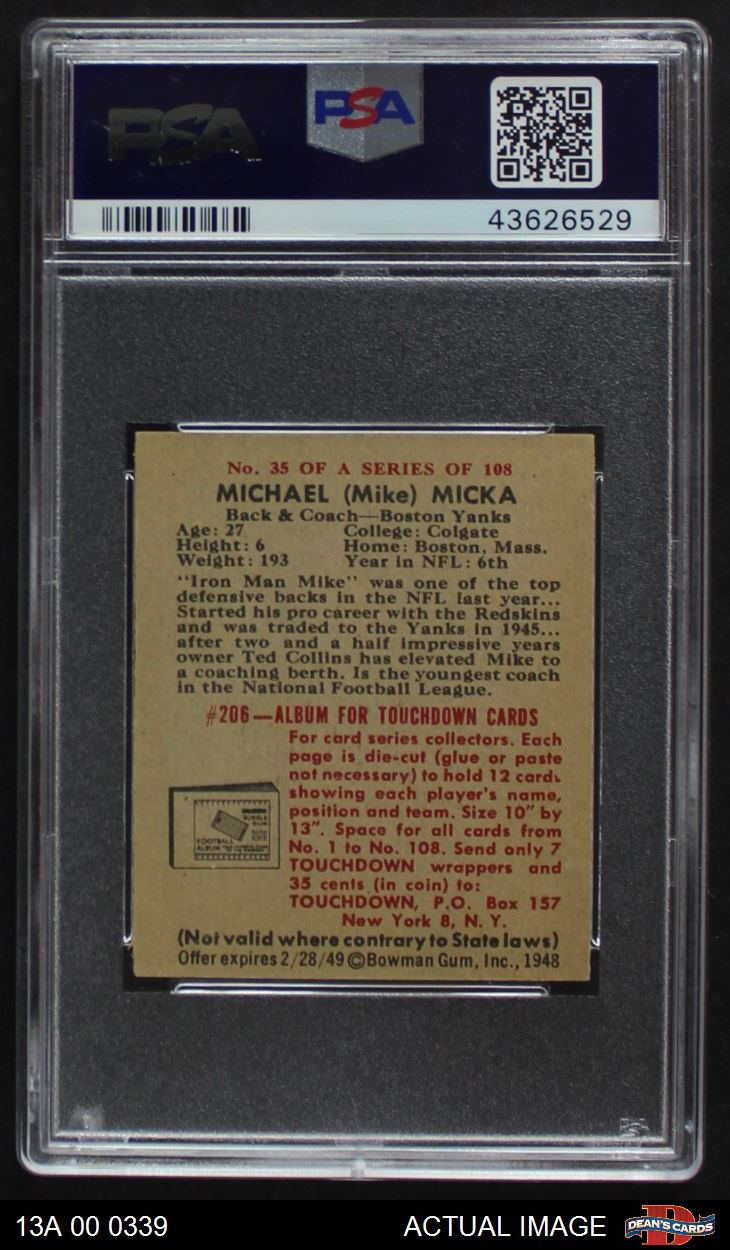 PSA
PSA
43626529
No. 35 OF A SERIES OF 108
MICHAEL (Mike) MICKA
Back & Coach—Boston Yanks
Age: 27 College: Colgate
Height: 6 Home: Boston, Mass.
Weight: 193 Year in NFL: 6th
"Iron Man Mike" was one of the top
defensive backs in the NFL last year...
Started his pro career with the Redskins
and was traded to the Yanks in 1945...
after two and a half impressive years
owner Ted Collins has elevated Mike to
a coaching berth. Is the youngest coach
in the National Football League.
#206—ALBUM FOR TOUCHDOWN CARDS
For card series collectors. Each
page is die-cut (glue or paste
not necessary) to hold 12 cards
showing each player's name,
position and team. Size 10" by
13". Space for all cards from
No. 1 to No. 108. Send only 7
TOUCHDOWN wrappers and
35 cents (in coin) to:
TOUCHDOWN, P.O. Box 157
New York 8, N. Y.
BUBBLE
GUM
FOOTBALL
ALBUM
(Not valid where contrary to State laws)
Offer expires 2/28/49 ©Bowman Gum, Inc., 1948
PSA
13A 00 0339
ACTUAL IMAGE
DEAN'S CARDS